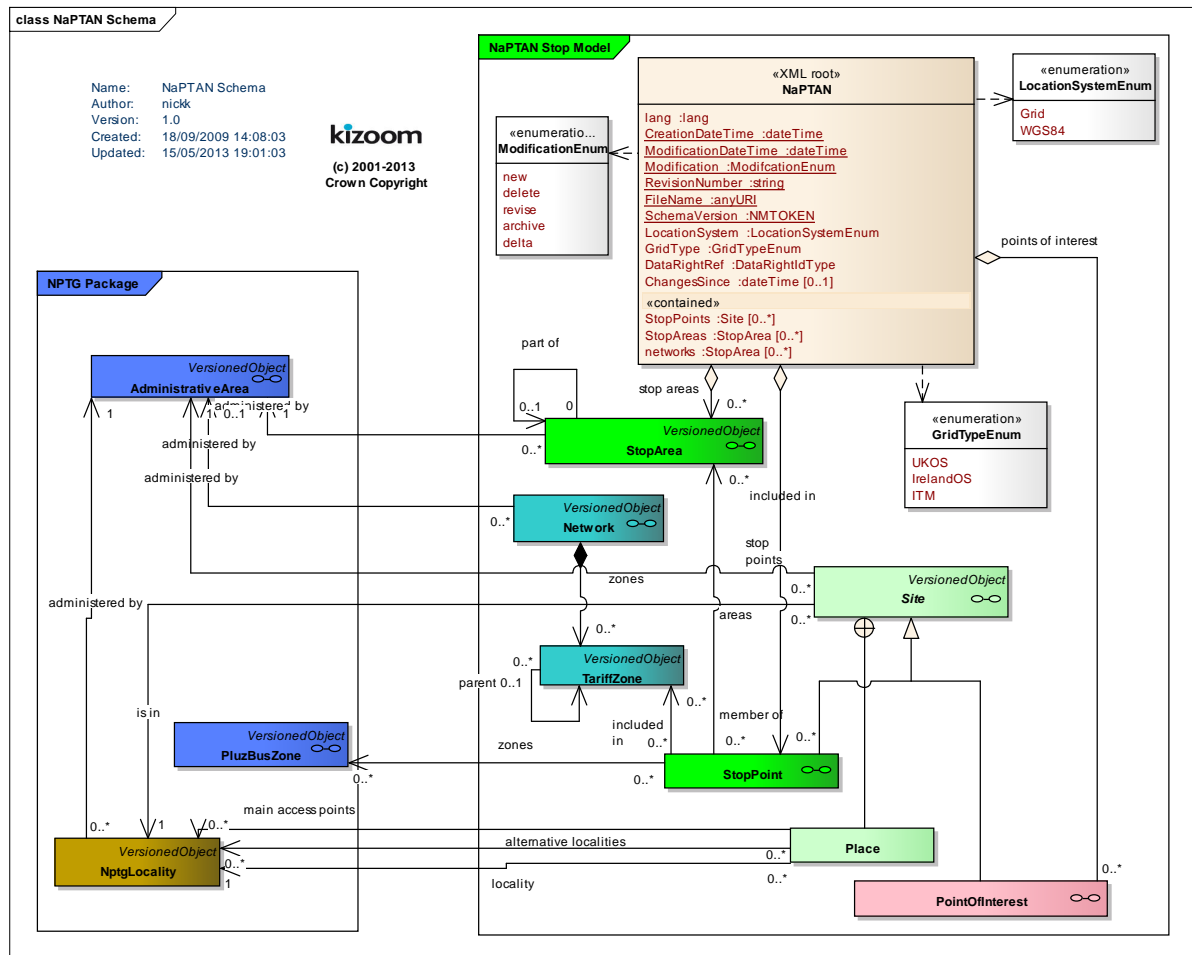 class NaPTAN Schema
Name: NaPTAN Schema
Author: nickk
Version: 1.0
Created: 18/09/2009 14:08:03
Updated: 15/05/2013 19:01:03
kizoom
(c) 2001-2013
Crown Copyright
NaPTAN Stop Model
«enumeratio...
ModificationEnum
new
delete
revise
archive
delta
«XML root»
NaPTAN
lang :lang
CreationDateTime :dateTime
ModificationDateTime :dateTime
Modification :ModifcationEnum
RevisionNumber :string
FileName :anyURI
SchemaVersion :NMTOKEN
LocationSystem :LocationSystemEnum
GridType :GridTypeEnum
DataRightRef :DataRightIdType
ChangesSince :dateTime [0..1]
«contained»
StopPoints :Site [0..*]
StopAreas :StopArea [0..*]
networks :StopArea [0..*]
«enumeration»
LocationSystemEnum
Grid
WGS84
points of interest
0..*
«enumeration»
GridTypeEnum
UKOS
IrelandOS
ITM
NPTG Package
VersionedObject
AdministrativeArea
administered by
1
1
0..1
1
administered by
administered by
administered by
part of
0..1
0
stop areas
0..*
0..*
VersionedObject
StopArea
0..*
included in
VersionedObject
Network
0..*
stop
points
zones
0..*
areas
VersionedObject
Site
0..*
0..*
VersionedObject
TariffZone
0..*
parent 0..1
0..*
included
in
0..*
member of
0..*
0..*
is in
VersionedObject
PluzBusZone
zones
0..*
0..*
StopPoint
main access points
0..*
1
0..*
VersionedObject
NptgLocality
alternative localities
0..*
0..*
locality
1
0..*
Place
PointOfInterest